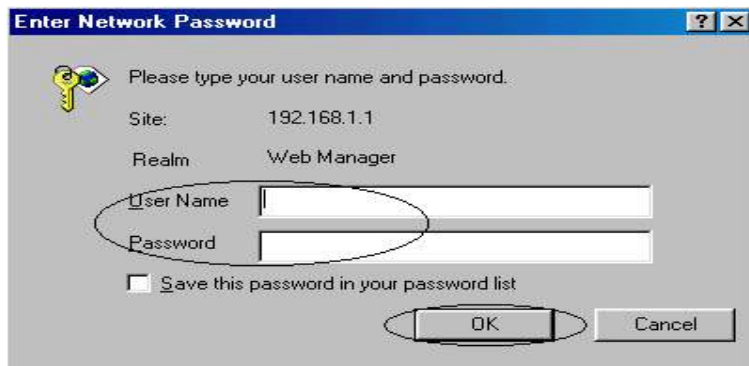 Enter Network Password
Please type your user name and password.
Site: 192.168.1.1
Realm Web Manager
User Name
Password
Save this password in your password list
OK Cancel